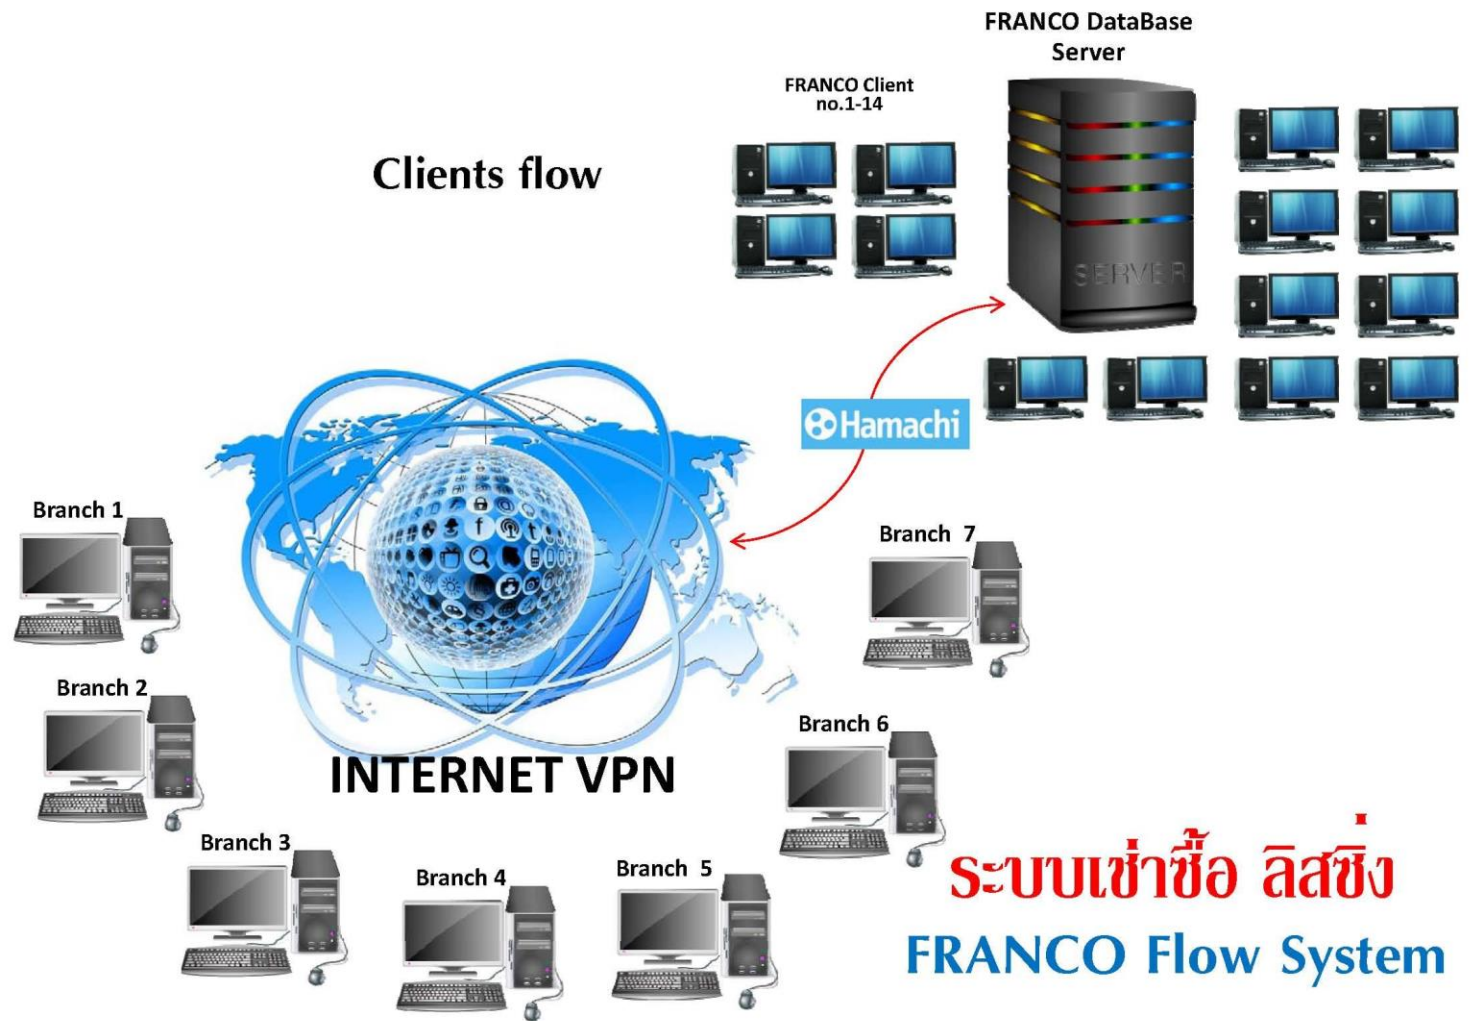 FRANCO DataBase
Server
FRANCO Client
no.1-14
Clients flow
SERVER
Hamachi
Branch 1
Branch 7
Branch 2
Branch 6
INTERNET VPN
Branch 3
Branch 4
Branch 5
ระบบเช่าซื้อ ลิสซิ่ง
FRANCO Flow System